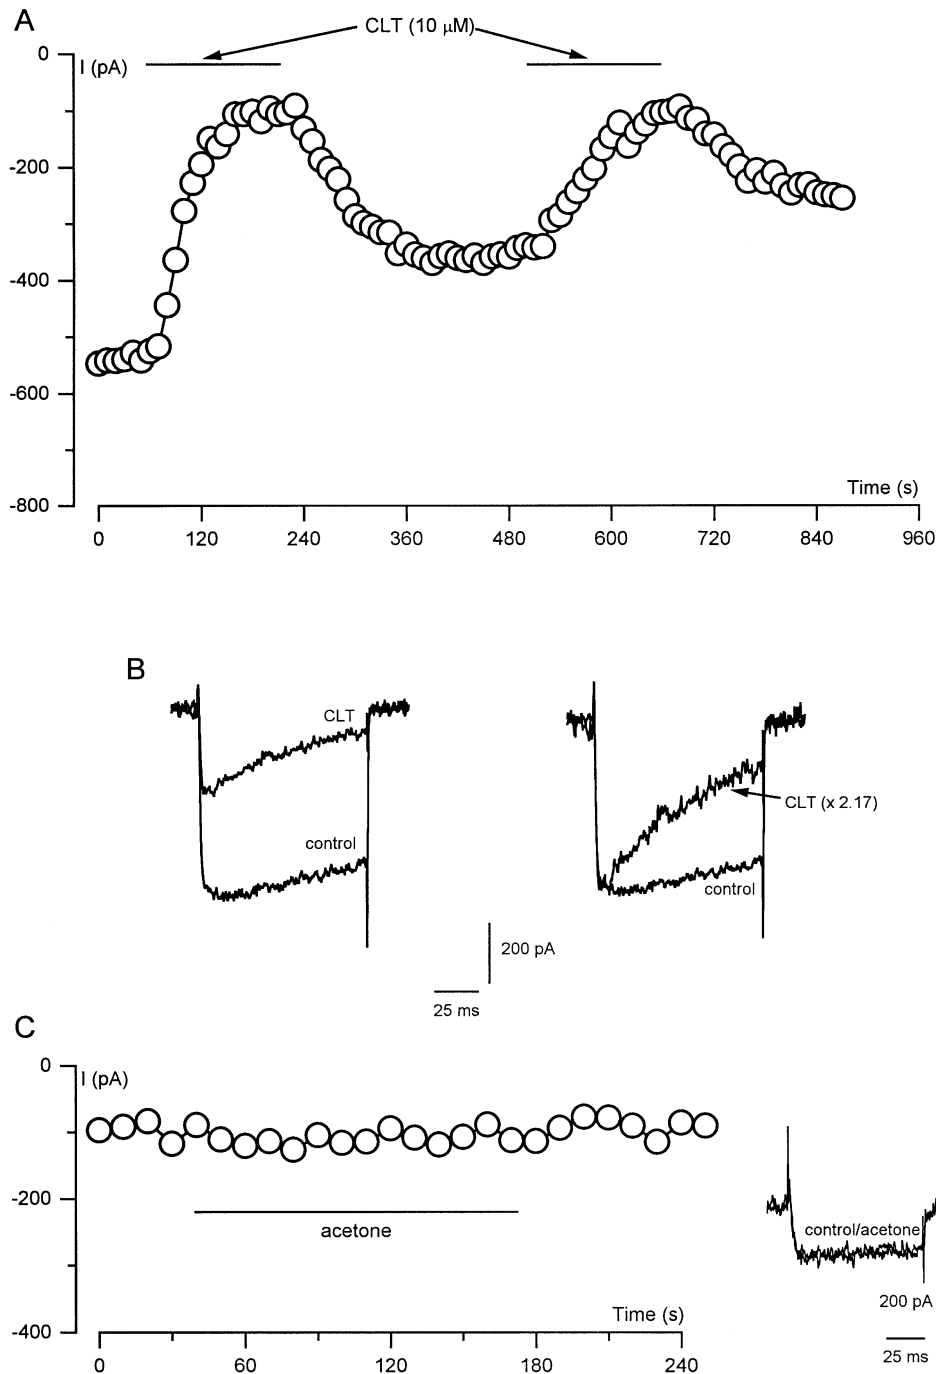 A
CLT (10 µM)
I (pA)
0
-200
-400
-600
-800
Time (s)
0 120 240 360 480 600 720 840 960
B
CLT
control
CLT (x 2.17)
control
200 pA
25 ms
C
0
I (pA)
-200
-400
acetone
Time (s)
0 60 120 180 240
control/acetone
200 pA
25 ms